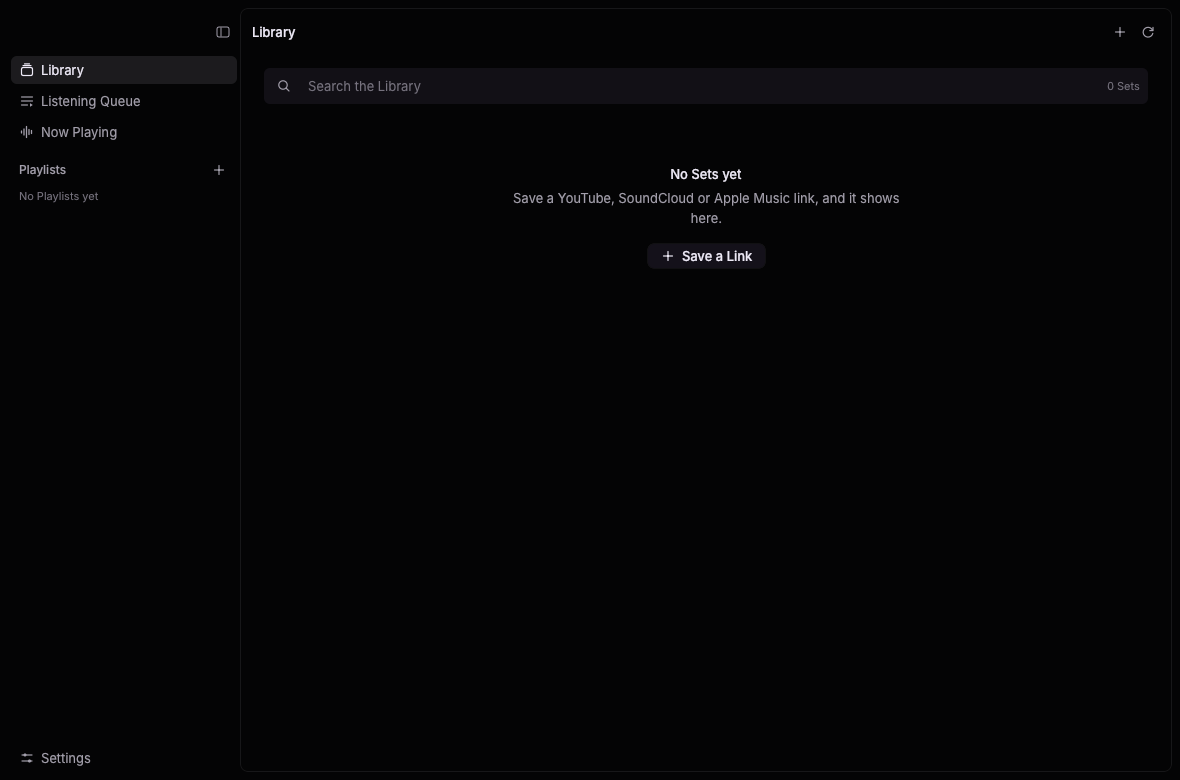 Library
Listening Queue
Now Playing
Playlists
No Playlists yet
Settings
Library
Search the Library
0 Sets
No Sets yet
Save a YouTube, SoundCloud or Apple Music link, and it shows
here.
Save a Link